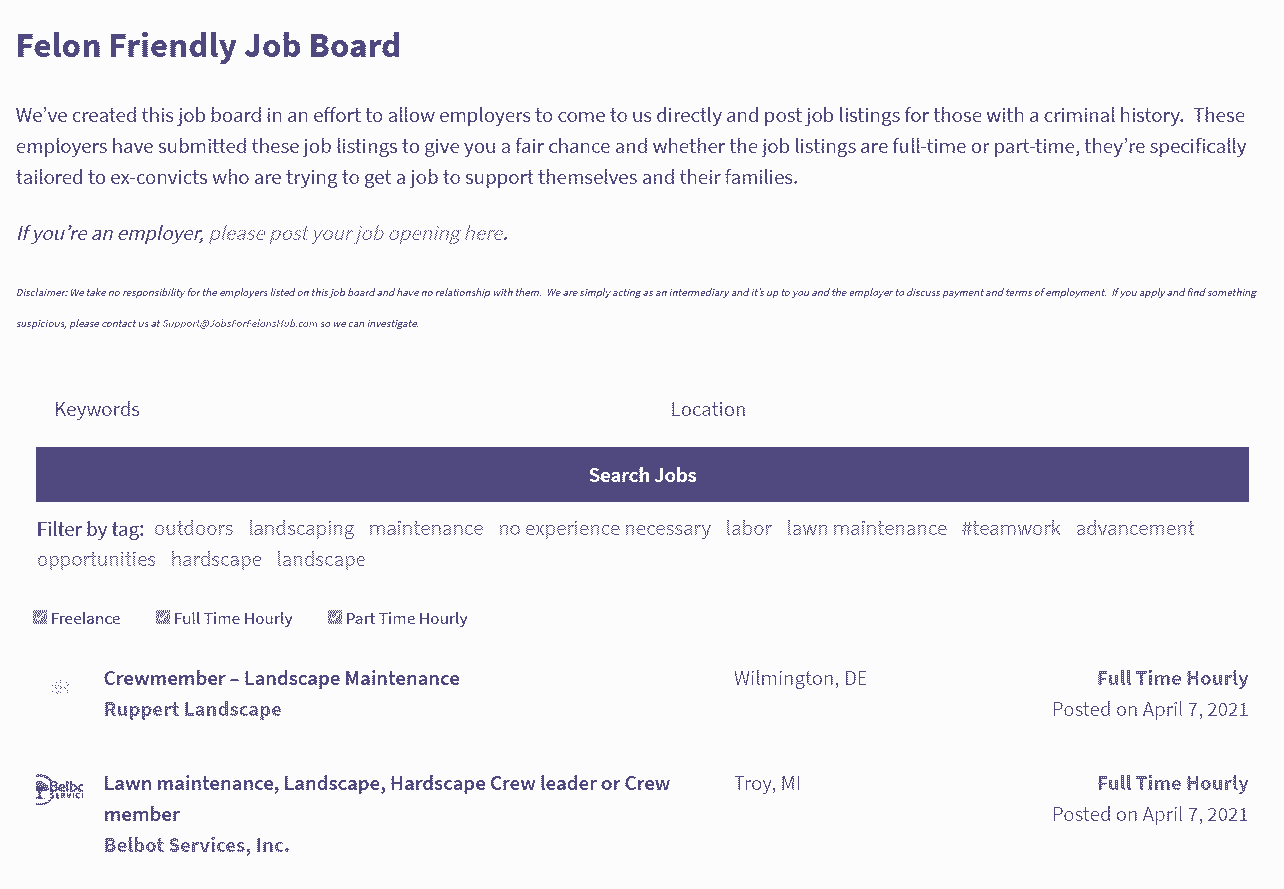 Felon Friendly Job Board
We’ve created this job board in an effort to allow employers to come to us directly and post job listings for those with a criminal history.  These
employers have submitted these job listings to give you a fair chance and whether the job listings are full-time or part-time, they’re specifically
tailored to ex-convicts who are trying to get a job to support themselves and their families.
If you’re an employer, please post your job opening here.
Disclaimer: We take no responsibility for the employers listed on this job board and have no relationship with them.  We are simply acting as an intermediary and it’s up to you and the employer to discuss payment and terms of employment.  If you apply and find something
suspicious, please contact us at Support@JobsForFelonsHub.com so we can investigate.
Keywords Location
Search Jobs
Filter by tag: outdoors landscaping maintenance no experience necessary labor lawn maintenance #teamwork advancement
opportunities hardscape landscape
Freelance Full Time Hourly Part Time Hourly
Crewmember – Landscape Maintenance Wilmington, DE Full Time Hourly
Ruppert Landscape Posted on April 7, 2021
Lawn maintenance, Landscape, Hardscape Crew leader or Crew Troy, MI Full Time Hourly
member Posted on April 7, 2021
Belbot Services, Inc.